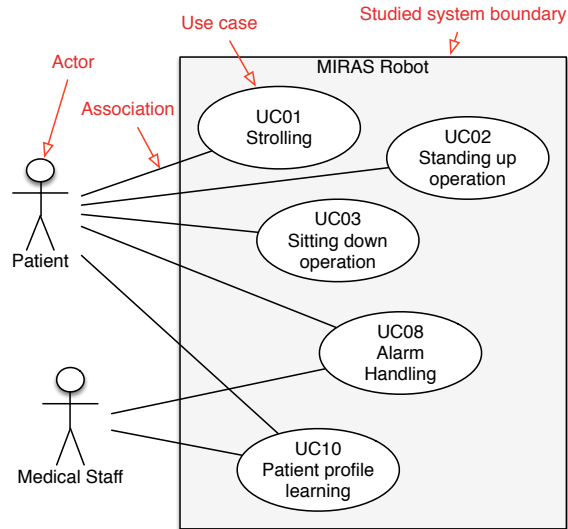 Studied system boundary
Use case
Actor
MIRAS Robot
Association
UC01
Strolling
UC02
Standing up
operation
UC03
Sitting down
operation
Patient
UC08
Alarm
Handling
Medical Staff
UC10
Patient profile
learning